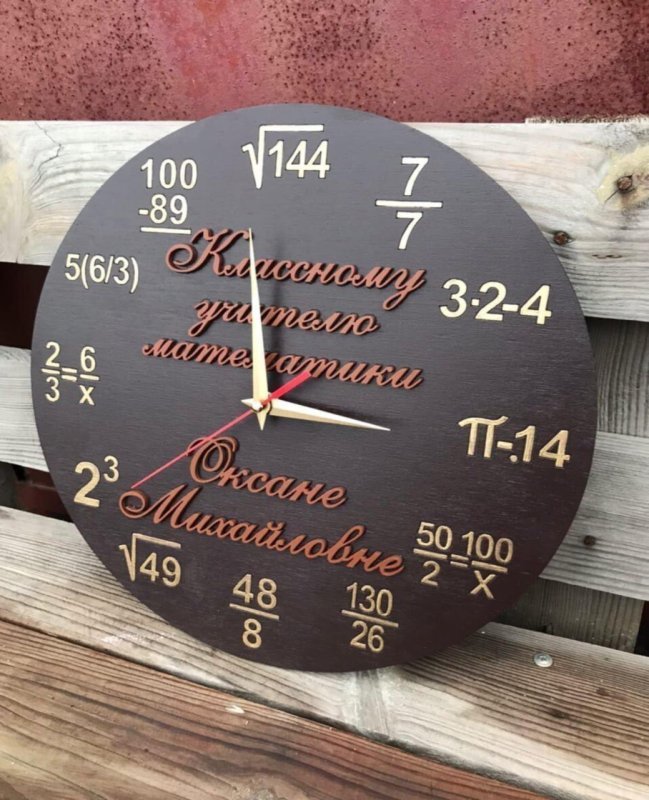 √144
100
-89
7
7
5(6/3)
Классному
учителю
математики
3·2-4
2/3=6/x
π-.14
2³
Оксане
Михайловне
50/2=100/X
√49
48
8
130
26